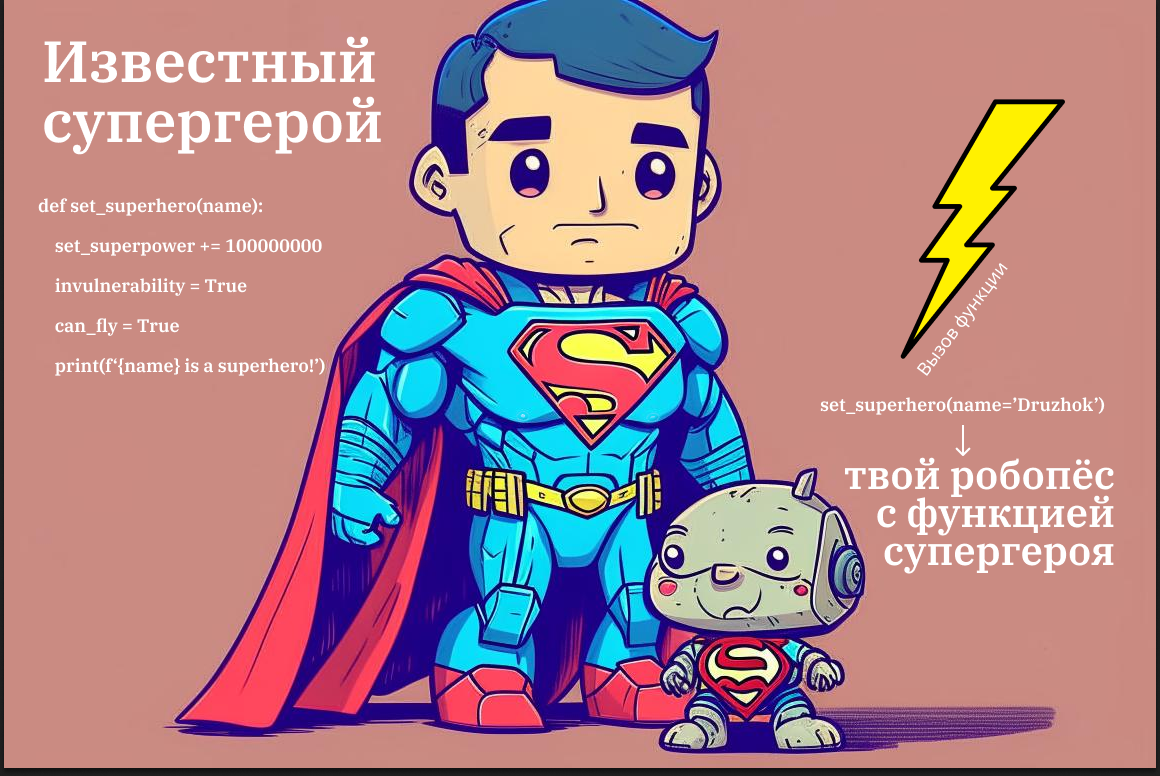 Известный
супергерой
def set_superhero(name):
set_superpower += 100000000
invulnerability = True
can_fly = True
print(f‘{name} is a superhero!’)
Вызов функции
set_superhero(name=’Druzhok’)
твой робопёс
с функцией
супергероя
S
S